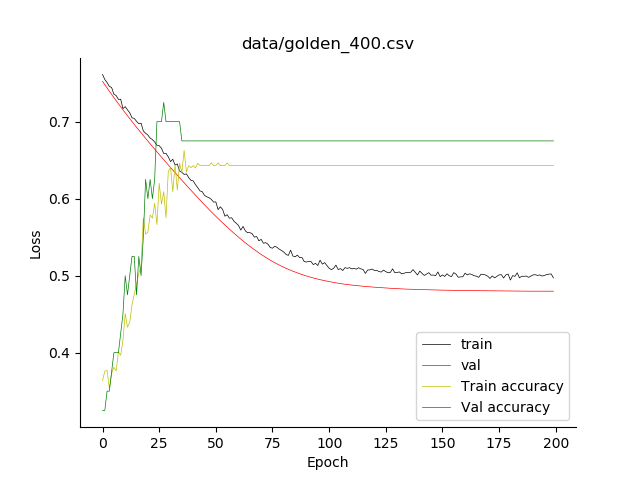 data/golden_400.csv
Loss
0.7
0.6
0.5
0.4
train
val
Train accuracy
Val accuracy
0 25 50 75 100 125 150 175 200
Epoch